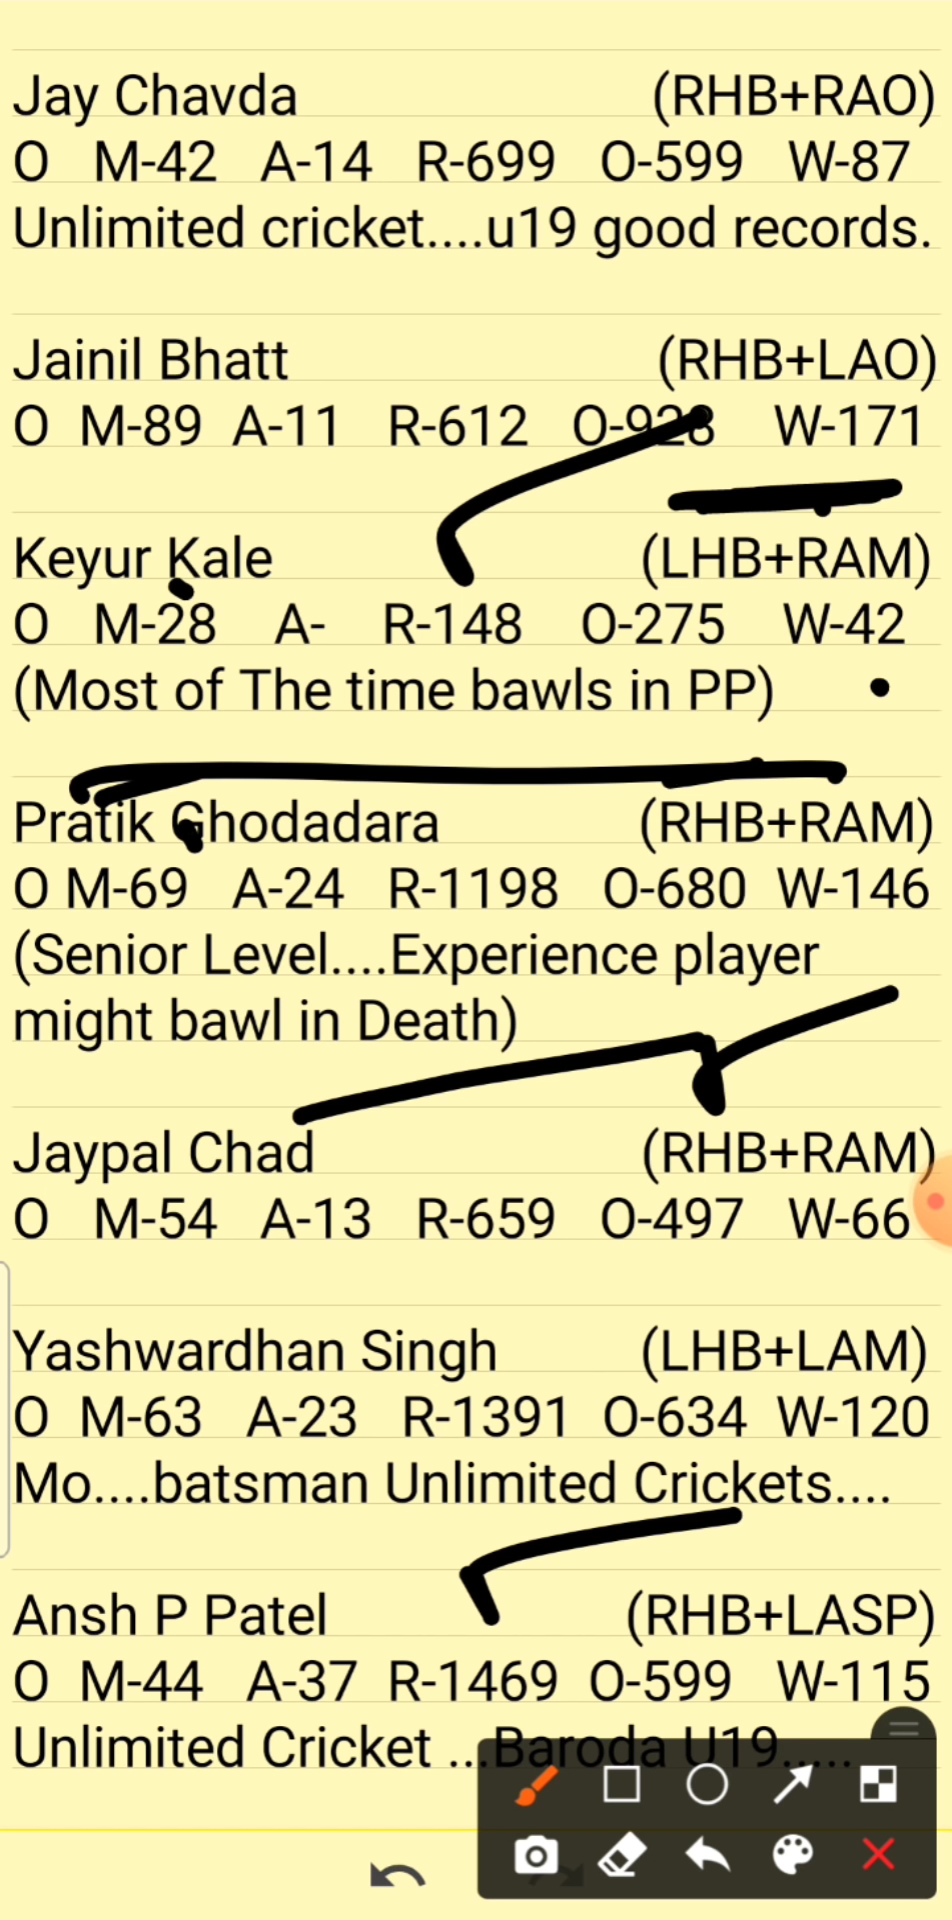 Jay Chavda (RHB+RAO)
O M-42 A-14 R-699 O-599 W-87
Unlimited cricket....u19 good records.
Jainil Bhatt (RHB+LAO)
O M-89 A-11 R-612 O-928 W-171
Keyur Kale (LHB+RAM)
O M-28 A- R-148 O-275 W-42
(Most of The time bawls in PP)
Pratik Ghodadara (RHB+RAM)
O M-69 A-24 R-1198 O-680 W-146
(Senior Level....Experience player
might bawl in Death)
Jaypal Chad (RHB+RAM)
O M-54 A-13 R-659 O-497 W-66
Yashwardhan Singh (LHB+LAM)
O M-63 A-23 R-1391 O-634 W-120
Mo....batsman Unlimited Crickets....
Ansh P Patel (RHB+LASP)
O M-44 A-37 R-1469 O-599 W-115
Unlimited Cricket ...Baroda U19.....